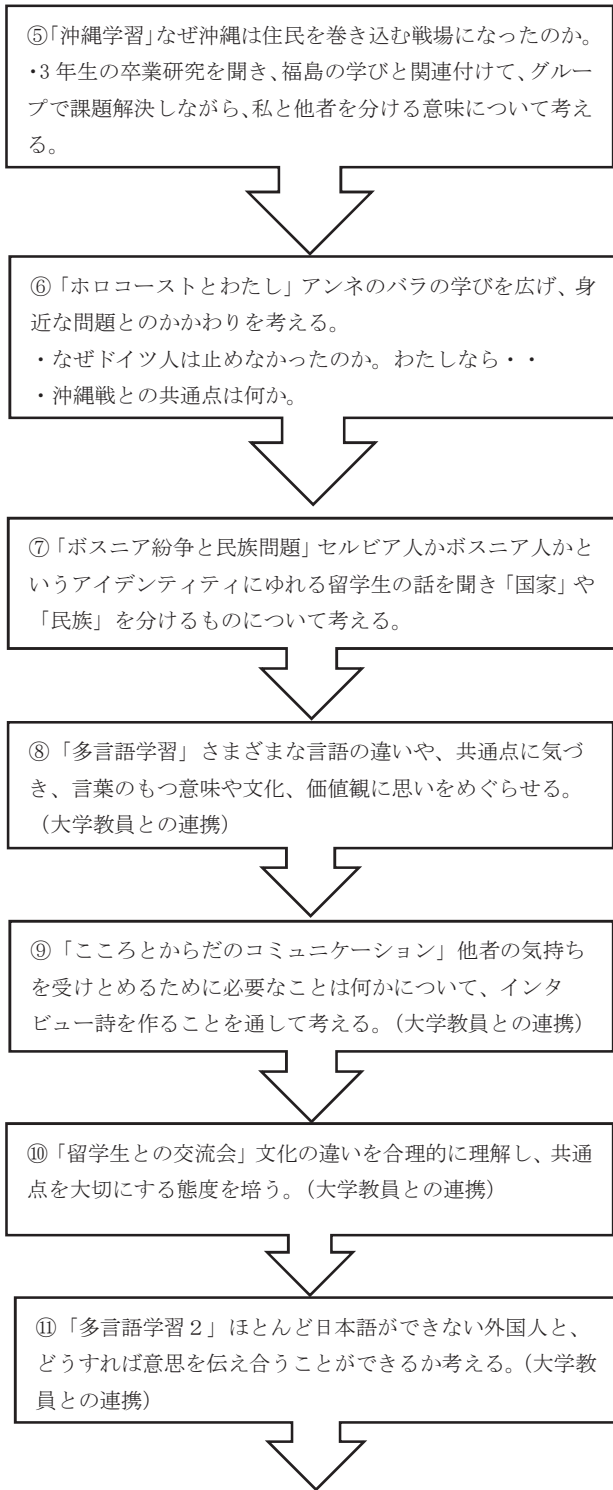 ⑤「沖縄学習」なぜ沖縄は住民を巻き込む戦場になったのか。
・3 年生の卒業研究を聞き、福島の学びと関連付けて、グルー
プで課題解決しながら、私と他者を分ける意味について考え
る。
⑥「ホロコーストとわたし」アンネのバラの学びを広げ、身
近な問題とのかかわりを考える。
・なぜドイツ人は止めなかったのか。わたしなら・・
・沖縄戦との共通点は何か。
⑦「ボスニア紛争と民族問題」セルビア人かボスニア人かと
いうアイデンティティにゆれる留学生の話を聞き「国家」や
「民族」を分けるものについて考える。
⑧「多言語学習」さまざまな言語の違いや、共通点に気づ
き、言葉のもつ意味や文化、価値観に思いをめぐらせる。
（大学教員との連携）
⑨「こころとからだのコミュニケーション」他者の気持ち
を受けとめるために必要なことは何かについて、インタ
ビュー詩を作ることを通して考える。（大学教員との連携）
⑩「留学生との交流会」文化の違いを合理的に理解し、共通
点を大切にする態度を培う。（大学教員との連携）
⑪「多言語学習２」ほとんど日本語ができない外国人と、
どうすれば意思を伝え合うことができるか考える。（大学教
員との連携）